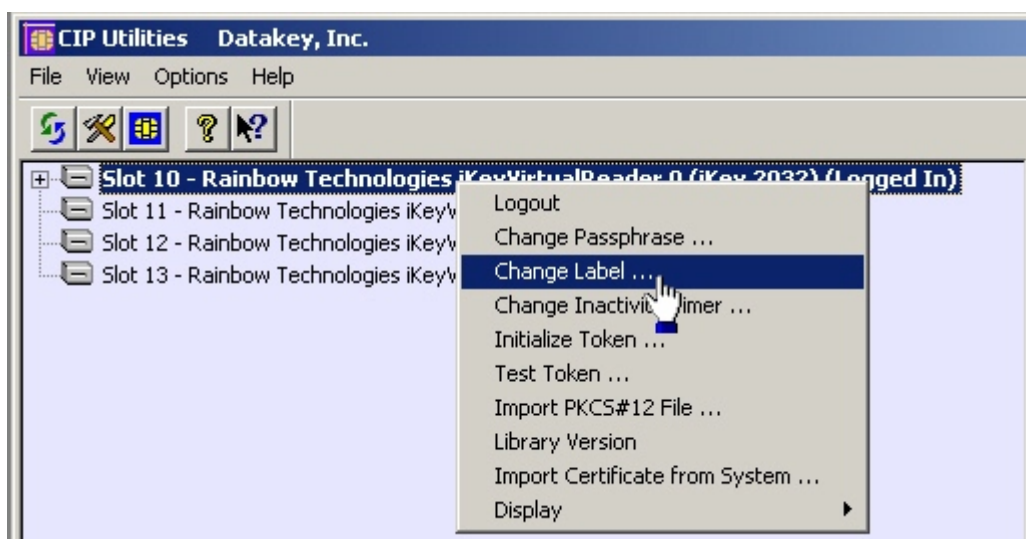 CIP Utilities Datakey, Inc.
File View Options Help
Slot 10 - Rainbow Technologies iKeyVirtualReader 0 (iKey 2032) (Logged In)
Slot 11 - Rainbow Technologies iKeyV
Slot 12 - Rainbow Technologies iKeyV
Slot 13 - Rainbow Technologies iKeyV
Logout
Change Passphrase ...
Change Label ...
Change Inactivity Timer ...
Initialize Token ...
Test Token ...
Import PKCS#12 File ...
Library Version
Import Certificate from System ...
Display